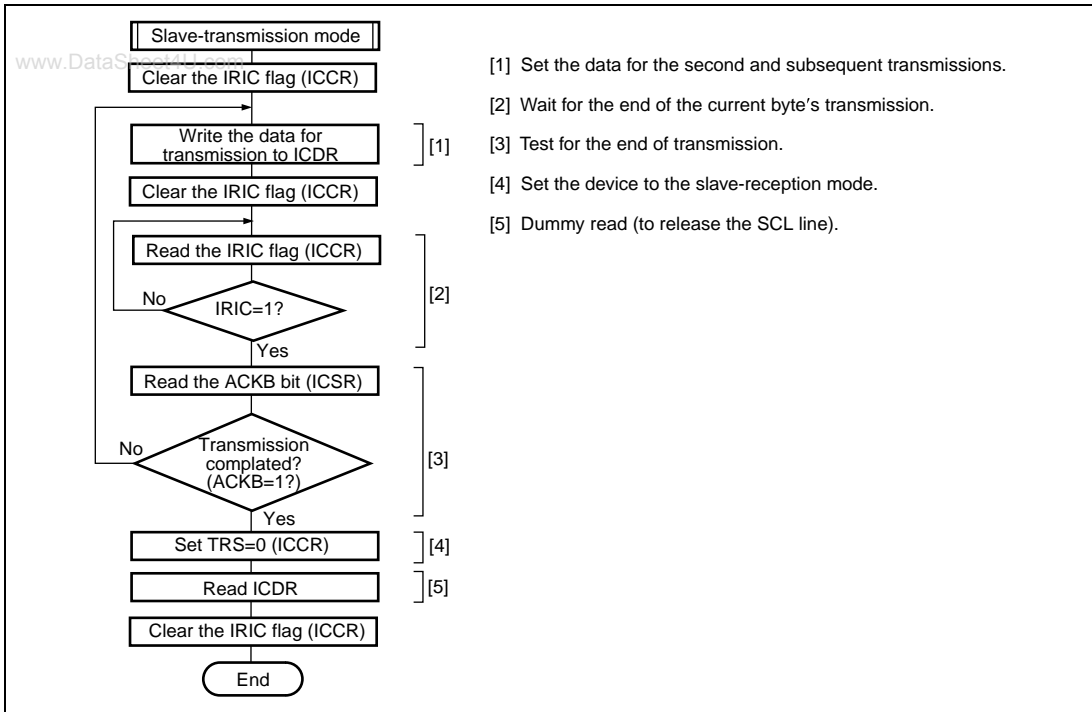 Slave-transmission mode
www.DataSheet4U.com
Clear the IRIC flag (ICCR)
Write the data for
transmission to ICDR
[1]
Clear the IRIC flag (ICCR)
Read the IRIC flag (ICCR)
No
IRIC=1?
[2]
Yes
Read the ACKB bit (ICSR)
No
Transmission
complated?
(ACKB=1?)
[3]
Yes
Set TRS=0 (ICCR)
[4]
Read ICDR
[5]
Clear the IRIC flag (ICCR)
End
[1] Set the data for the second and subsequent transmissions.
[2] Wait for the end of the current byte's transmission.
[3] Test for the end of transmission.
[4] Set the device to the slave-reception mode.
[5] Dummy read (to release the SCL line).